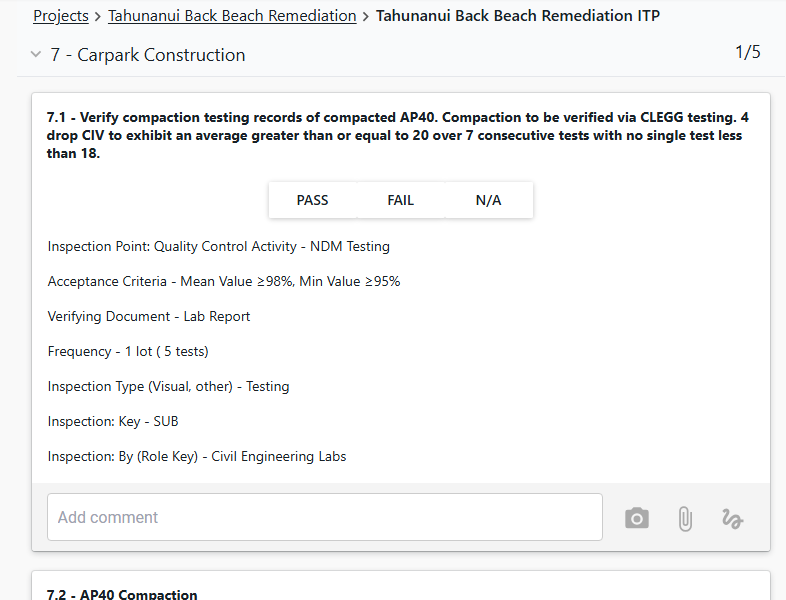 Projects > Tahunanui Back Beach Remediation > Tahunanui Back Beach Remediation ITP
7 - Carpark Construction
1/5
7.1 - Verify compaction testing records of compacted AP40. Compaction to be verified via CLEGG testing. 4
drop CIV to exhibit an average greater than or equal to 20 over 7 consecutive tests with no single test less
than 18.
PASS FAIL N/A
Inspection Point: Quality Control Activity - NDM Testing
Acceptance Criteria - Mean Value ≥98%, Min Value ≥95%
Verifying Document - Lab Report
Frequency - 1 lot ( 5 tests)
Inspection Type (Visual, other) - Testing
Inspection: Key - SUB
Inspection: By (Role Key) - Civil Engineering Labs
Add comment
7.2 - AP40 Compaction